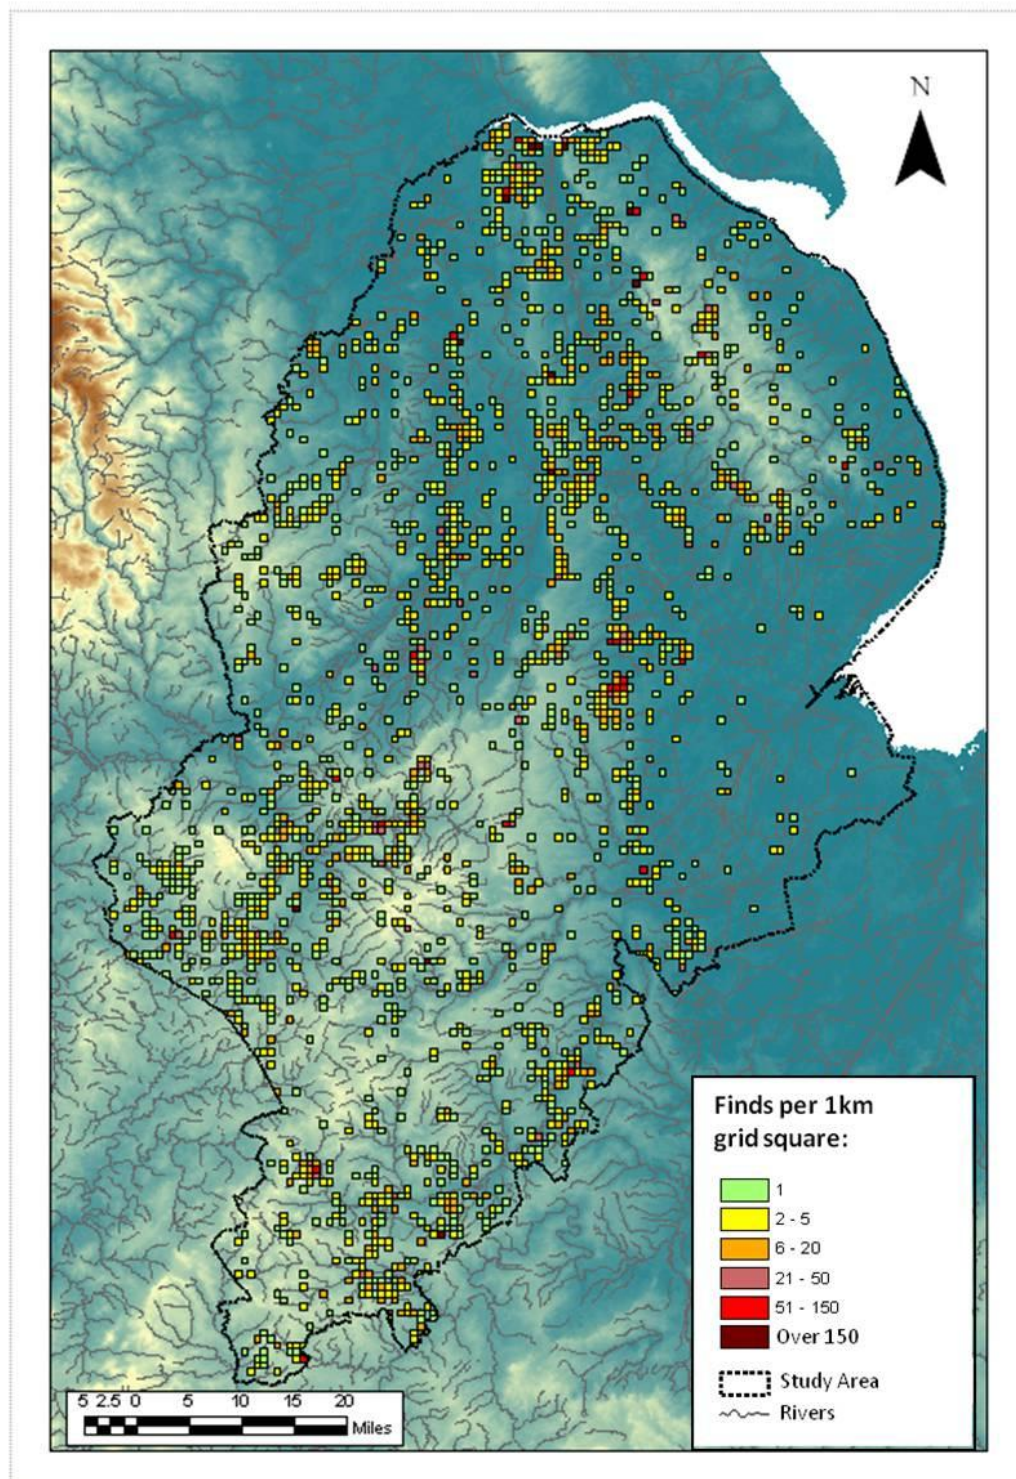 N
Finds per 1km
grid square:
1
2 - 5
6 - 20
21 - 50
51 - 150
Over 150
Study Area
Rivers
5 2.5 0 5 10 15 20
Miles